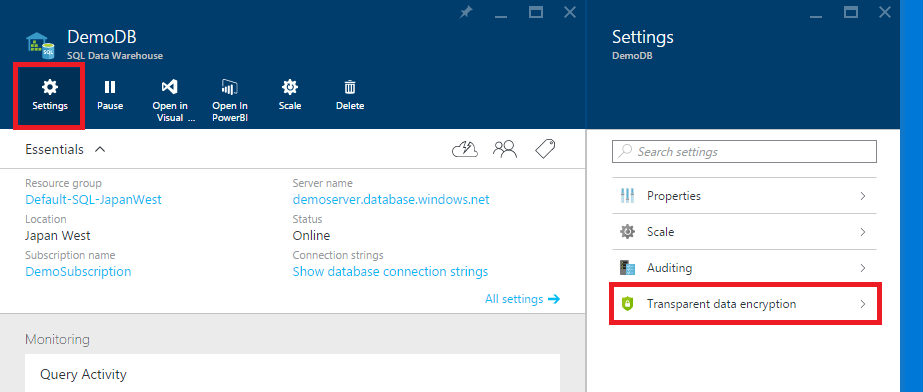 DemoDB
SQL Data Warehouse
Settings
Pause
Open in
Visual ...
Open In
PowerBI
Scale
Delete
Essentials
Resource group
Default-SQL-JapanWest
Location
Japan West
Subscription name
DemoSubscription
Server name
demoserver.database.windows.net
Status
Online
Connection strings
Show database connection strings
All settings
Monitoring
Query Activity
Settings
DemoDB
Search settings
Properties
Scale
Auditing
Transparent data encryption